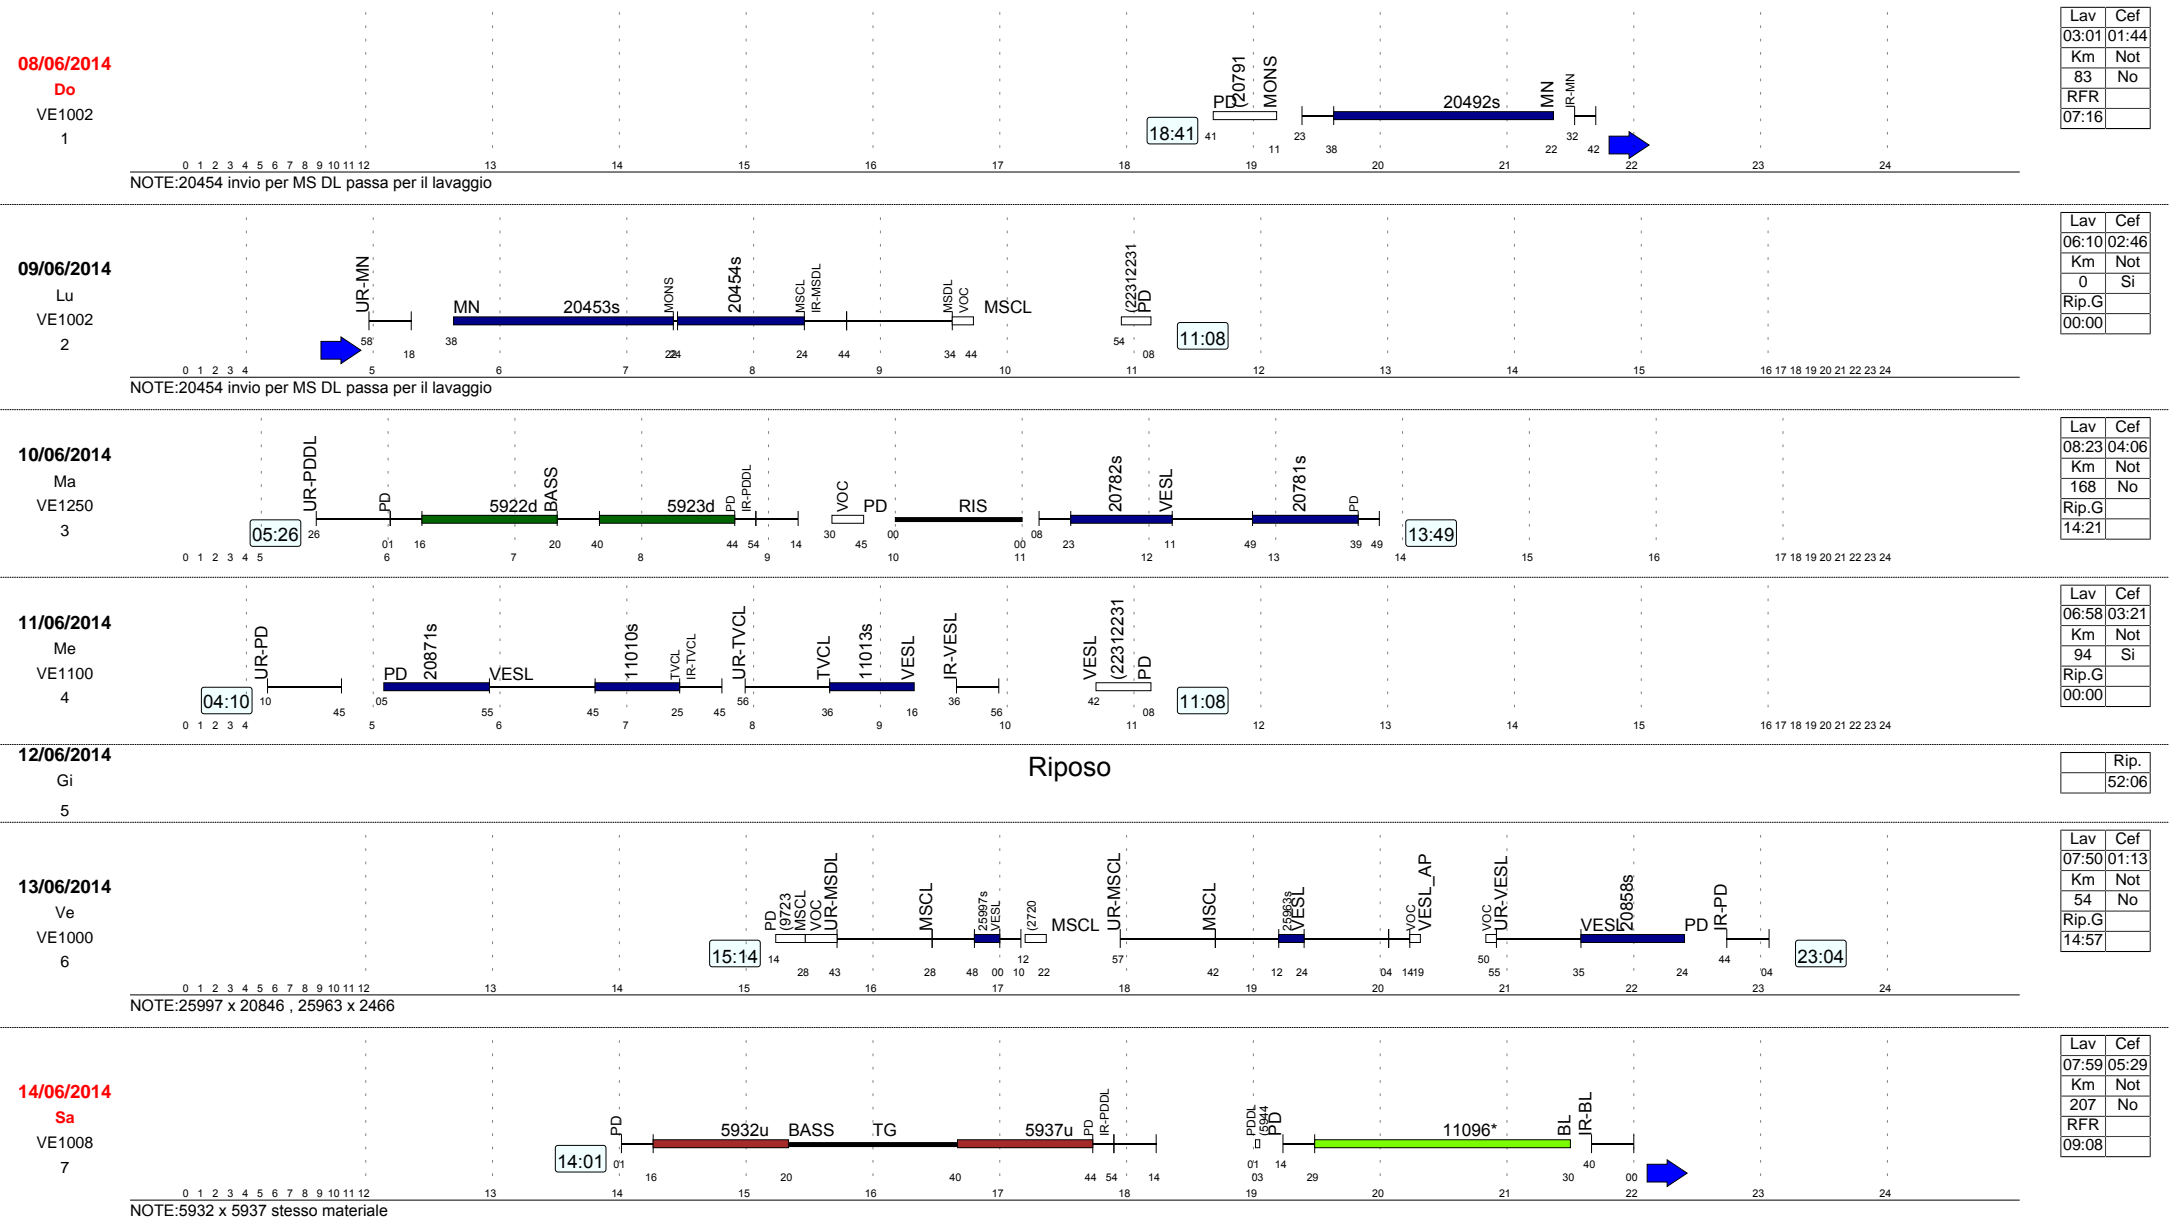 08/06/2014
Do
VE1002
1
18:41
PD
(20791
MONS
20492s
MN
IR-MN
41 11 23 38 22 32 42
0 1 2 3 4 5 6 7 8 9 10 11 12 13 14 15 16 17 18 19 20 21 22 23 24
NOTE:20454 invio per MS DL passa per il lavaggio
Lav Cef
03:01 01:44
Km Not
83 No
RFR
07:16
09/06/2014
Lu
VE1002
2
UR-MN
MN
20453s
MONS
20454s
MSCL
IR-MSDL
MSDL
VOC
MSCL
(22312231
PD
11:08
58 18 38 22 24 24 44 34 44 54 08
0 1 2 3 4 5 6 7 8 9 10 11 12 13 14 15 16 17 18 19 20 21 22 23 24
NOTE:20454 invio per MS DL passa per il lavaggio
Lav Cef
06:10 02:46
Km Not
0 Si
Rip.G
00:00
10/06/2014
Ma
VE1250
3
05:26
UR-PDDL
PD
5922d
BASS
5923d
PD
IR-PDDL
VOC
PD
RIS
20782s
VESL
20781s
PD
13:49
26 01 16 20 40 44 54 14 30 45 00 00 08 23 11 49 39 49
0 1 2 3 4 5 6 7 8 9 10 11 12 13 14 15 16 17 18 19 20 21 22 23 24
Lav Cef
08:23 04:06
Km Not
168 No
Rip.G
14:21
11/06/2014
Me
VE1100
4
04:10
UR-PD
PD
20871s
VESL
11010s
TVCL
IR-TVCL
UR-TVCL
TVCL
11013s
VESL
IR-VESL
VESL
(22312231
PD
11:08
10 45 05 55 45 25 45 56 36 16 36 56 42 08
0 1 2 3 4 5 6 7 8 9 10 11 12 13 14 15 16 17 18 19 20 21 22 23 24
Lav Cef
06:58 03:21
Km Not
94 Si
Rip.G
00:00
12/06/2014
Gi
5
Riposo
Rip.
52:06
13/06/2014
Ve
VE1000
6
15:14
PD
(9723
MSCL
VOC
UR-MSDL
MSCL
25997s
VESL
(2720
MSCL
UR-MSCL
MSCL
25963s
VESL
VOC
VESL_AP
VOC
UR-VESL
VESL
20858s
PD
IR-PD
23:04
14 28 43 28 48 00 10 12 22 57 42 12 24 04 14 19 50 55 35 24 44 04
0 1 2 3 4 5 6 7 8 9 10 11 12 13 14 15 16 17 18 19 20 21 22 23 24
NOTE:25997 x 20846 , 25963 x 2466
Lav Cef
07:50 01:13
Km Not
54 No
Rip.G
14:57
14/06/2014
Sa
VE1008
7
14:01
PD
5932u
BASS
TG
5937u
PD
IR-PDDL
PDDL
(5944
PD
11096*
BL
IR-BL
01 16 20 40 44 54 14 01 03 14 29 30 40 00
0 1 2 3 4 5 6 7 8 9 10 11 12 13 14 15 16 17 18 19 20 21 22 23 24
NOTE:5932 x 5937 stesso materiale
Lav Cef
07:59 05:29
Km Not
207 No
RFR
09:08